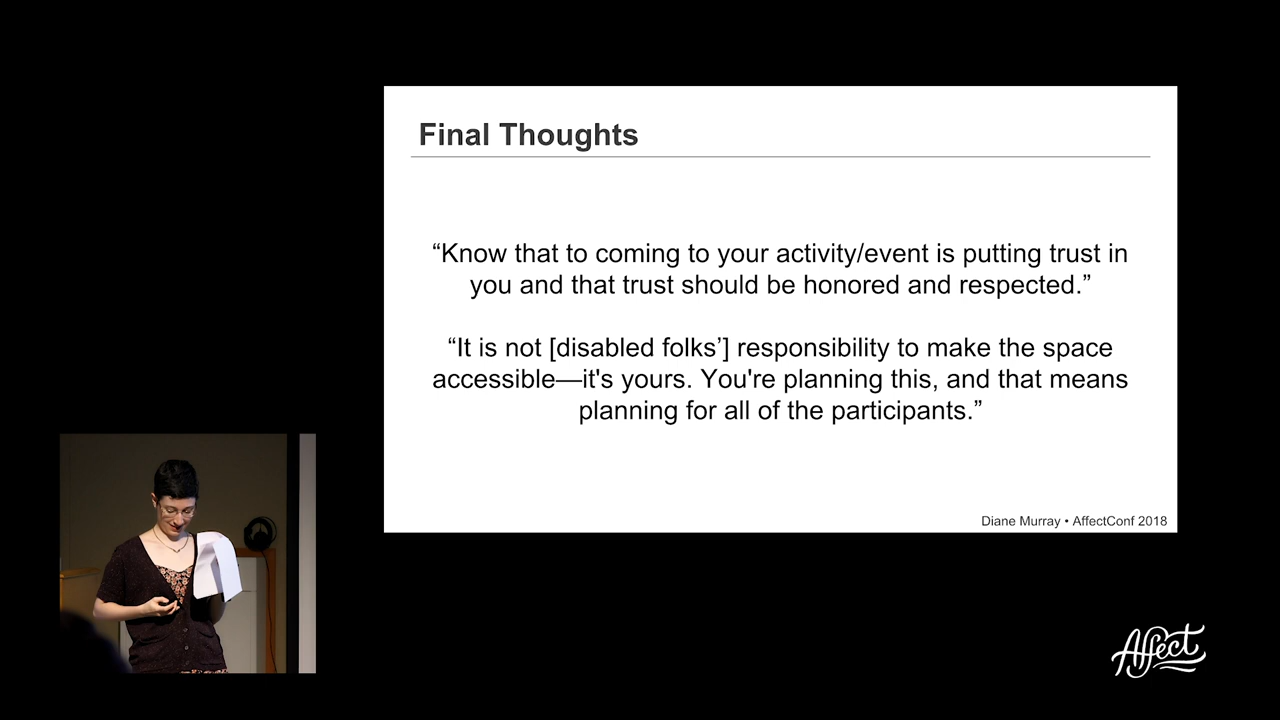 Final Thoughts
“Know that to coming to your activity/event is putting trust in
you and that trust should be honored and respected.”
“It is not [disabled folks’] responsibility to make the space
accessible—it's yours. You're planning this, and that means
planning for all of the participants.”
Diane Murray • AffectConf 2018
Affect